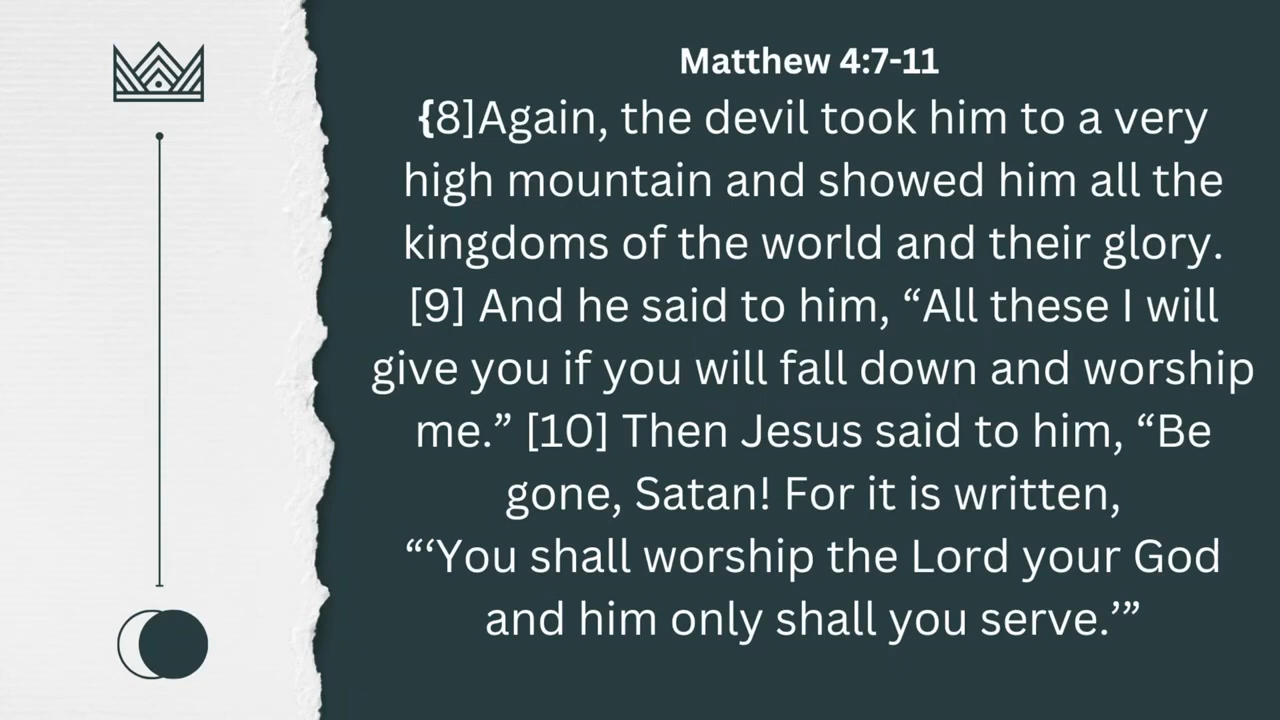 Matthew 4:7-11
{8]Again, the devil took him to a very
high mountain and showed him all the
kingdoms of the world and their glory.
[9] And he said to him, “All these I will
give you if you will fall down and worship
me.” [10] Then Jesus said to him, “Be
gone, Satan! For it is written,
“‘You shall worship the Lord your God
and him only shall you serve.’”